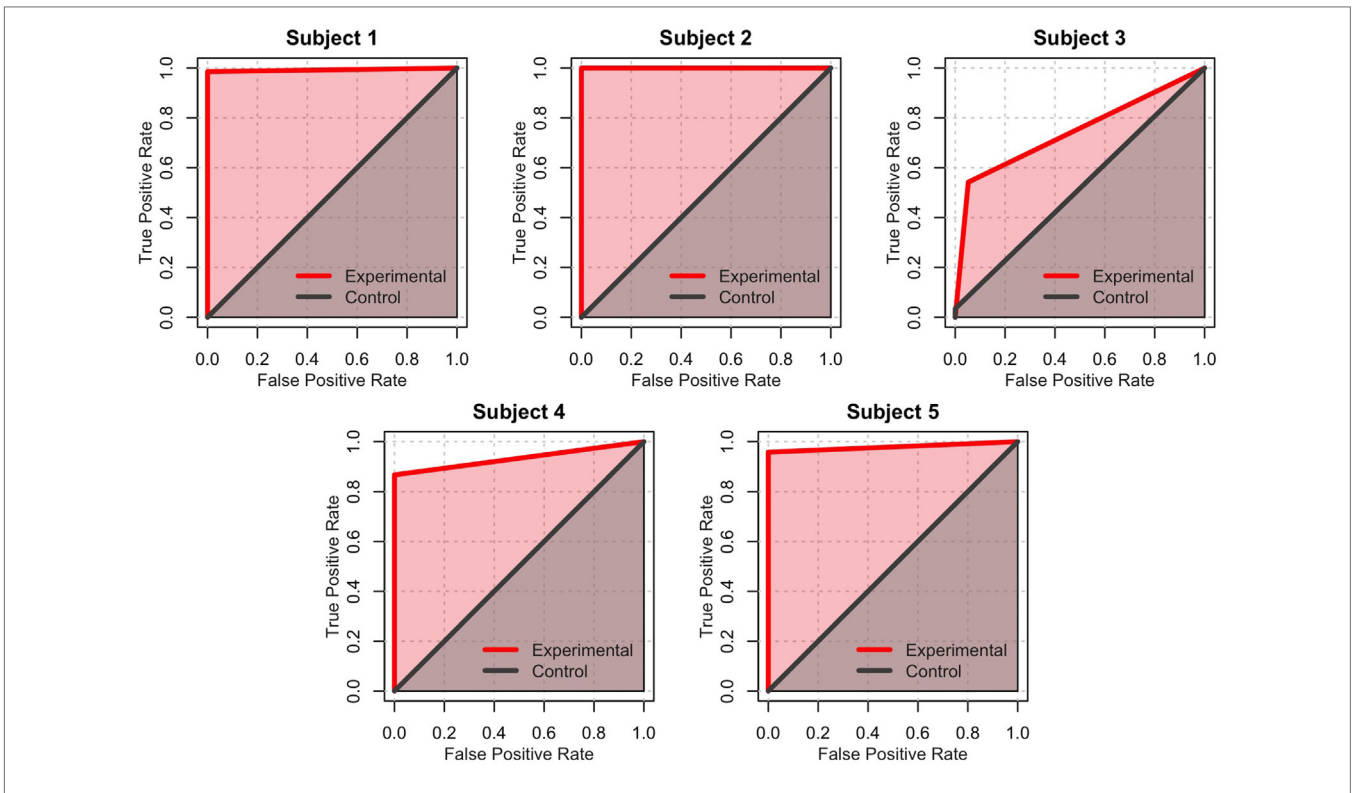 Subject 1
True Positive Rate
0.0 0.2 0.4 0.6 0.8 1.0
Experimental
Control
0.0 0.2 0.4 0.6 0.8 1.0
False Positive Rate
Subject 2
True Positive Rate
0.0 0.2 0.4 0.6 0.8 1.0
Experimental
Control
0.0 0.2 0.4 0.6 0.8 1.0
False Positive Rate
Subject 3
True Positive Rate
0.0 0.2 0.4 0.6 0.8 1.0
Experimental
Control
0.0 0.2 0.4 0.6 0.8 1.0
False Positive Rate
Subject 4
True Positive Rate
0.0 0.2 0.4 0.6 0.8 1.0
Experimental
Control
0.0 0.2 0.4 0.6 0.8 1.0
False Positive Rate
Subject 5
True Positive Rate
0.0 0.2 0.4 0.6 0.8 1.0
Experimental
Control
0.0 0.2 0.4 0.6 0.8 1.0
False Positive Rate